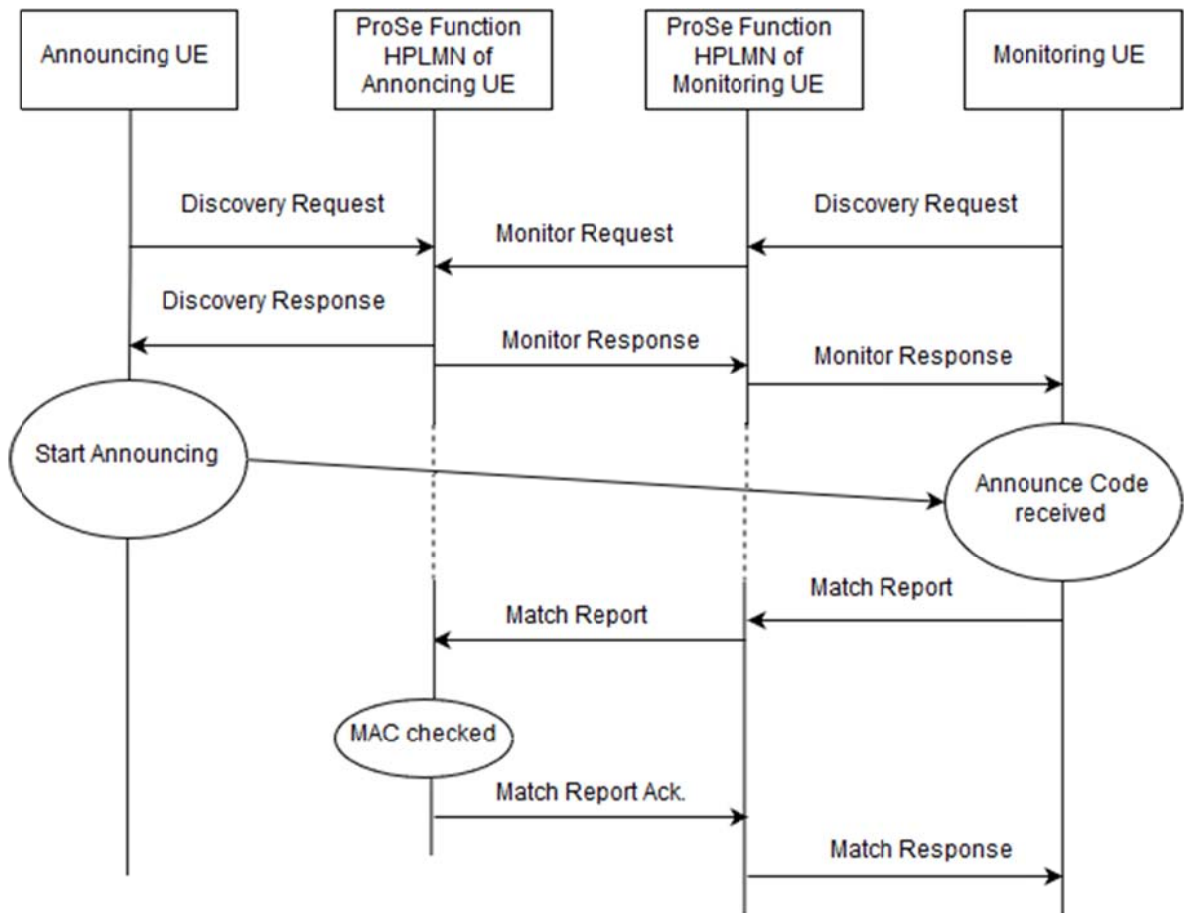 Announcing UE
ProSe Function
HPLMN of
Annoncing UE
ProSe Function
HPLMN of
Monitoring UE
Monitoring UE
Discovery Request
Monitor Request
Discovery Request
Discovery Response
Monitor Response
Monitor Response
Start Announcing
Announce Code
received
Match Report
Match Report
MAC checked
Match Report Ack.
Match Response